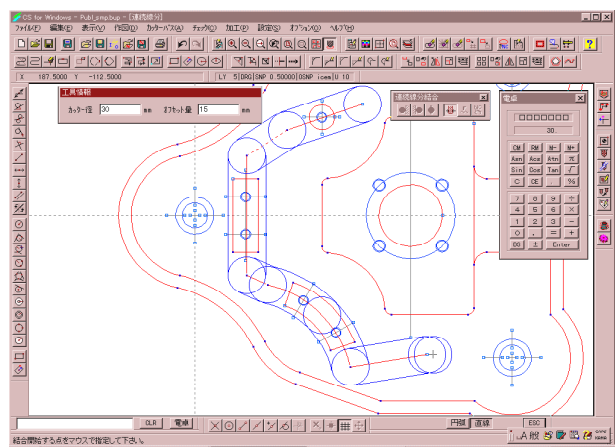 CS for Windows - Publ_smp.bup - [連続線分]
ファイル(F) 編集(E) 表示(V) 作図(D) カッターパス(A) チェック(C) 加工(P) 設定(S) オプション(O) ヘルプ(H)
X 187.5000 Y -112.5000
LY 5|DRG|SNP 0.50000|OSNP icem|U 10
工具情報
カッター径 30 mm オフセット量 15 mm
連続線分結合
電卓
30.
CM RM M- M+
Asn Acs Atn π
Sin Cos Tan √
C CE . %
7 8 9 ÷
4 5 6 ×
1 2 3 -
0 . = +
00 ± Enter
CLR 電卓
円弧 直線 ESC
結合開始する点をマウスで指定して下さい。
A 般